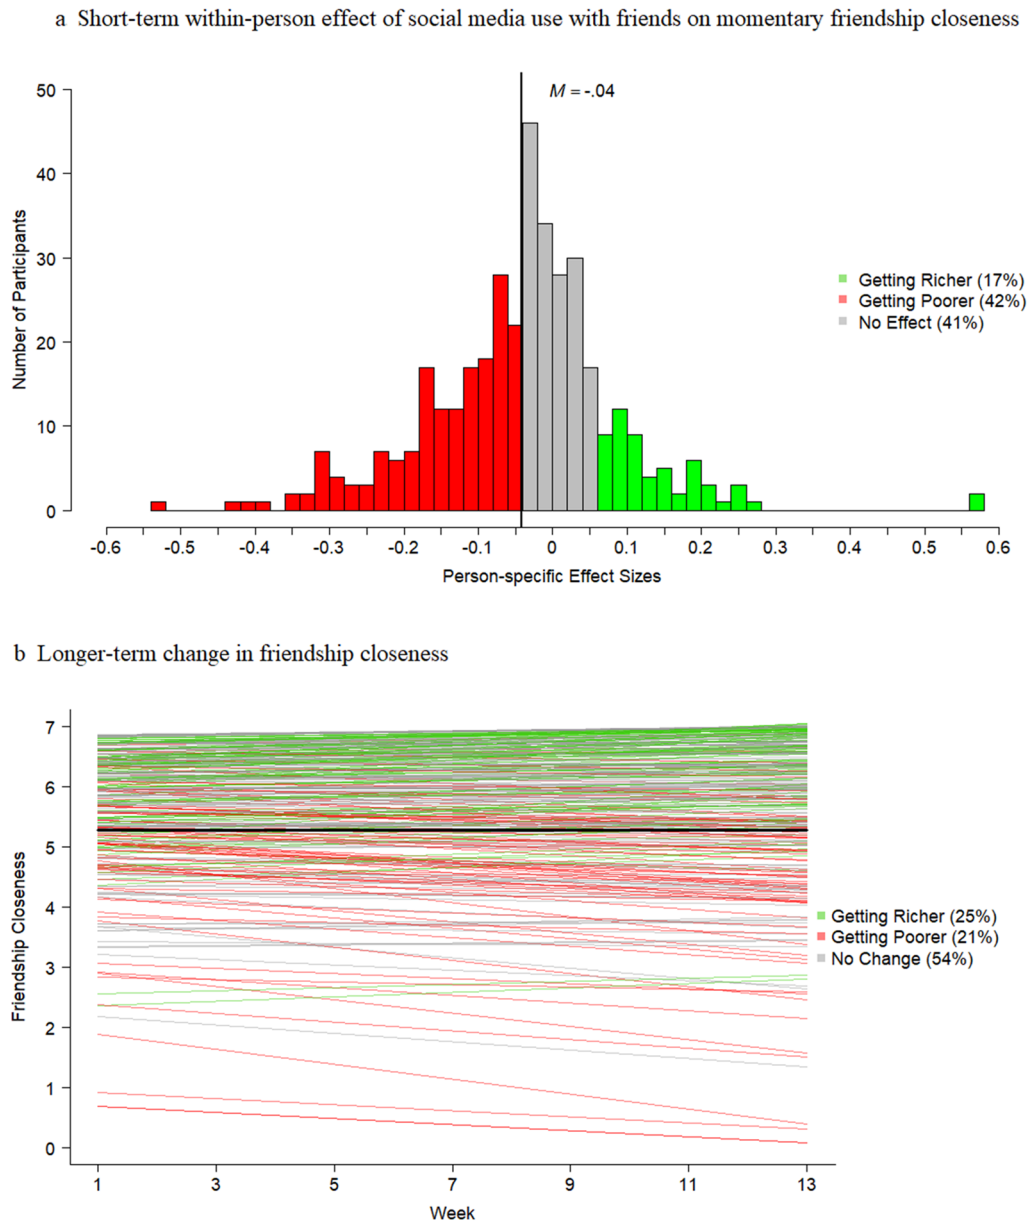 a Short-term within-person effect of social media use with friends on momentary friendship closeness
M = -.04
50
40
30
20
10
0
Number of Participants
Getting Richer (17%)
Getting Poorer (42%)
No Effect (41%)
-0.6 -0.5 -0.4 -0.3 -0.2 -0.1 0 0.1 0.2 0.3 0.4 0.5 0.6
Person-specific Effect Sizes
b Longer-term change in friendship closeness
7
6
5
4
3
2
1
0
Friendship Closeness
Getting Richer (25%)
Getting Poorer (21%)
No Change (54%)
1 3 5 7 9 11 13
Week